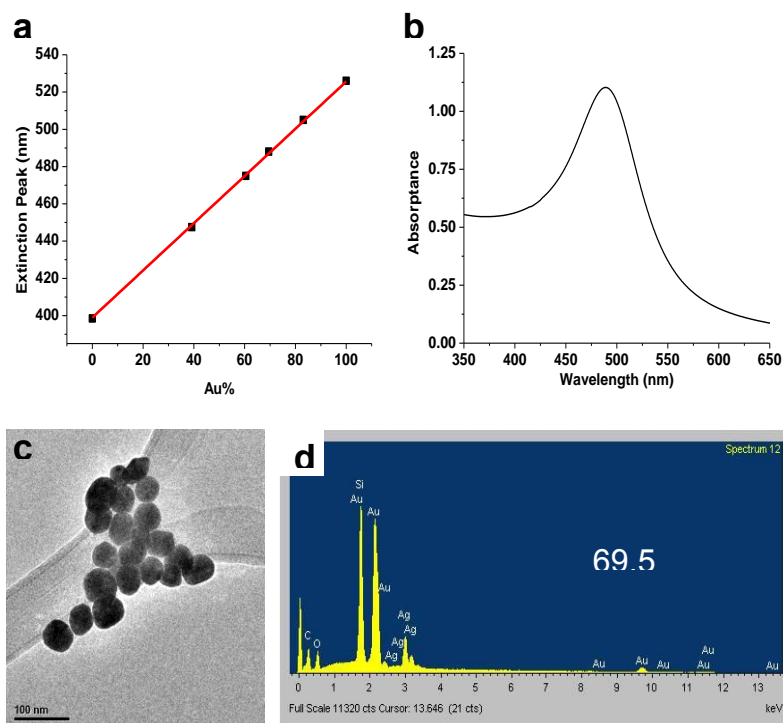 a
540
520
500
480
460
440
420
400
Extinction Peak (nm)
0 20 40 60 80 100
Au%
b
1.25
1.00
0.75
0.50
0.25
0.00
Absorptance
350 400 450 500 550 600 650
Wavelength (nm)
c
100 nm
d
Spectrum 12
Si
Au
Au
69.5
Au
Ag
Ag
C
O
Ag
Ag
Au
Au
Au
Au
Au
Au
0 1 2 3 4 5 6 7 8 9 10 11 12 13
Full Scale 11320 cts Cursor: 13.646 (21 cts)
keV